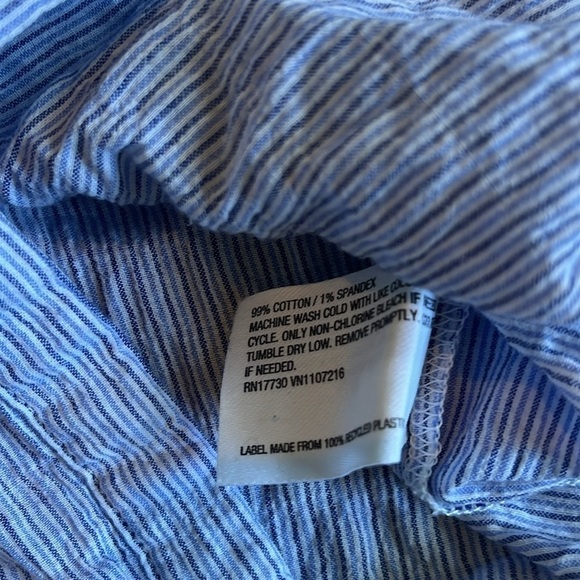 99% COTTON / 1% SPANDEX
MACHINE WASH COLD WITH LIKE
CYCLE. ONLY NON-CHLORINE BLEACH IF
TUMBLE DRY LOW. REMOVE PROMPTLY.
IF NEEDED.
RN17730 VN1107216
LABEL MADE FROM 100% RECYCLED